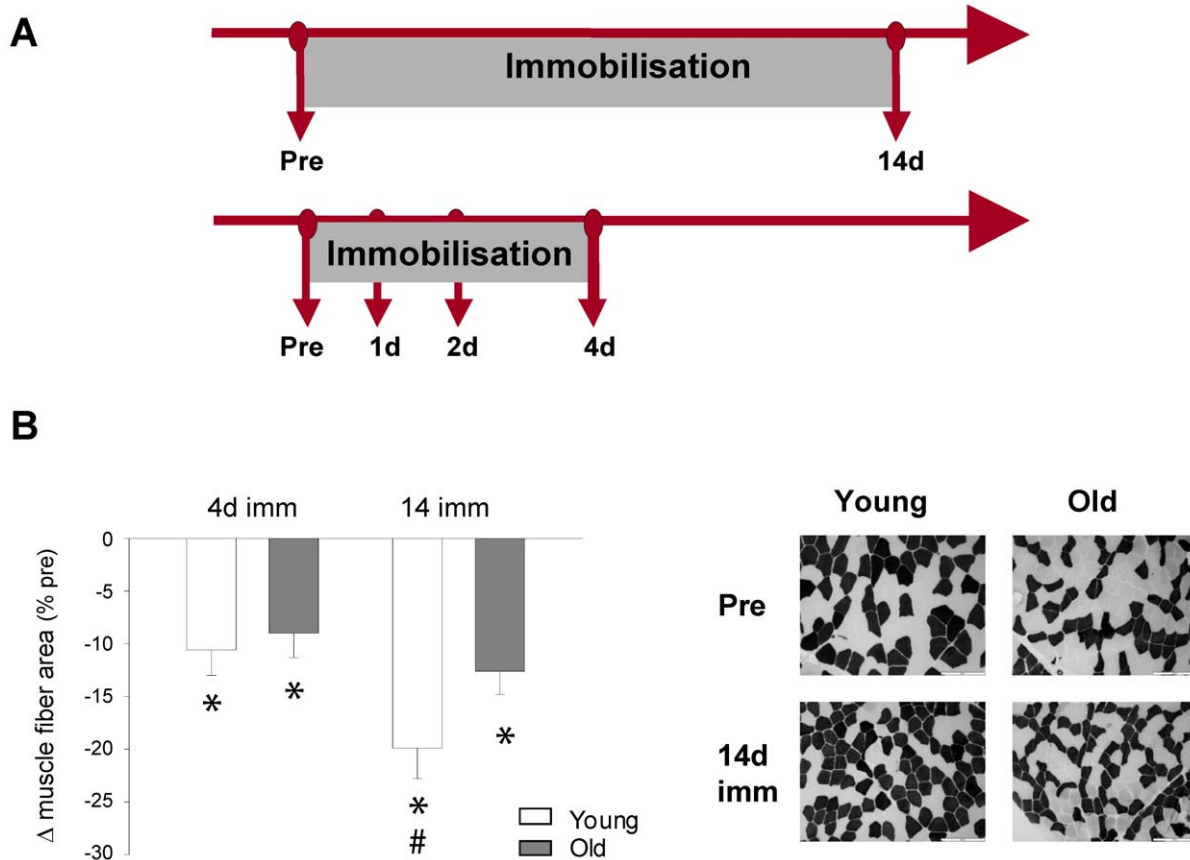 A
Immobilisation
Pre 14d
Immobilisation
Pre 1d 2d 4d
B
4d imm 14 imm
0
-5
-10
-15
-20
-25
-30
Δ muscle fiber area (% pre)
* * * *
#
Young
Old
Young Old
Pre
14d
imm